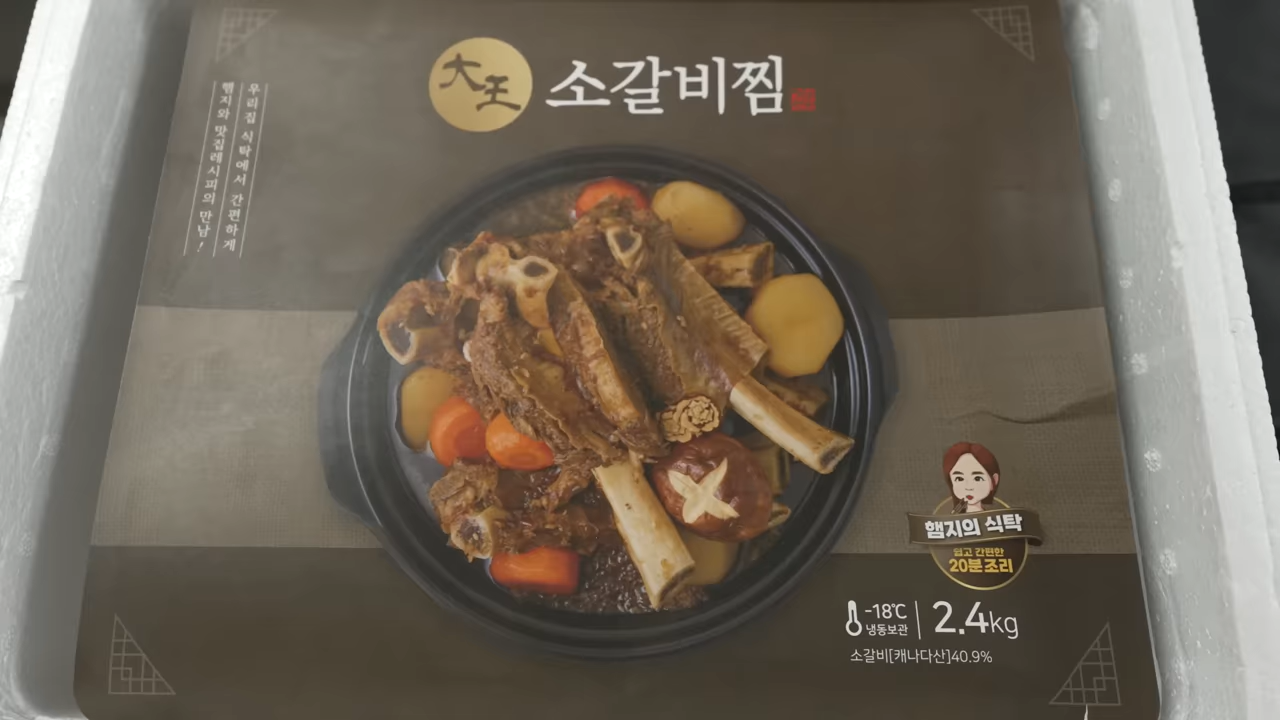 大王 소갈비찜
우리집 식탁에서 간편하게
햄지와 맛집레시피의 만남!
햄지의 식탁
쉽고 간편한
20분조리
-18℃
냉동보관
2.4kg
소갈비[캐나다산]40.9%